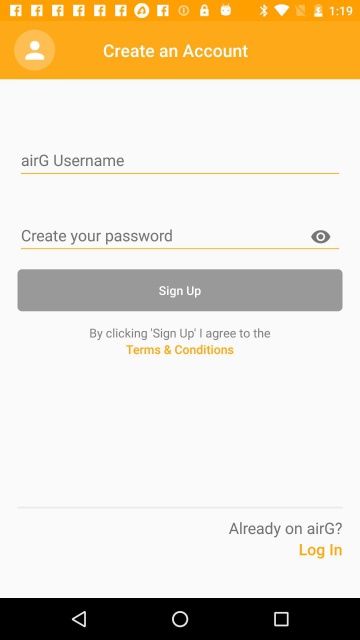 1:19
Create an Account
airG Username
Create your password
Sign Up
By clicking 'Sign Up' I agree to the
Terms & Conditions
Already on airG?
Log In